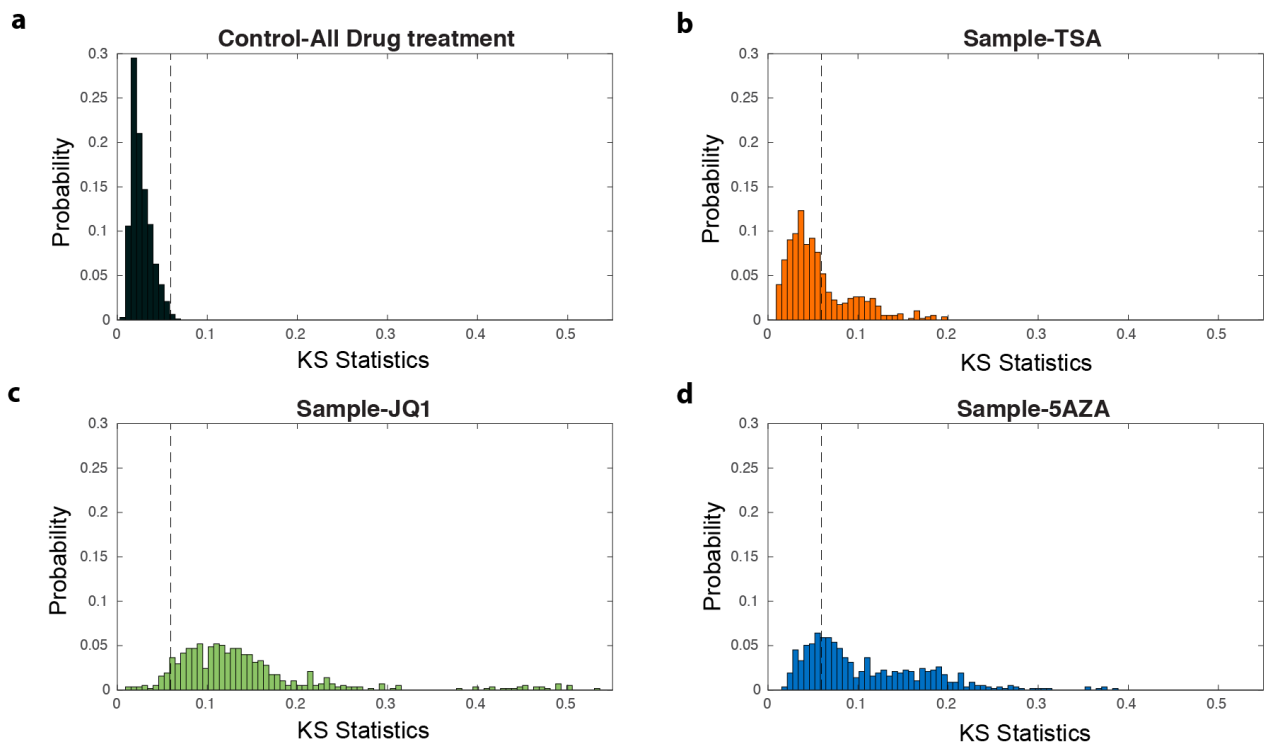 a
Control-All Drug treatment
0.3
0.25
0.2
0.15
0.1
0.05
0
Probability
0 0.1 0.2 0.3 0.4 0.5
KS Statistics
b
Sample-TSA
0.3
0.25
0.2
0.15
0.1
0.05
0
Probability
0 0.1 0.2 0.3 0.4 0.5
KS Statistics
c
Sample-JQ1
0.3
0.25
0.2
0.15
0.1
0.05
0
Probability
0 0.1 0.2 0.3 0.4 0.5
KS Statistics
d
Sample-5AZA
0.3
0.25
0.2
0.15
0.1
0.05
0
Probability
0 0.1 0.2 0.3 0.4 0.5
KS Statistics